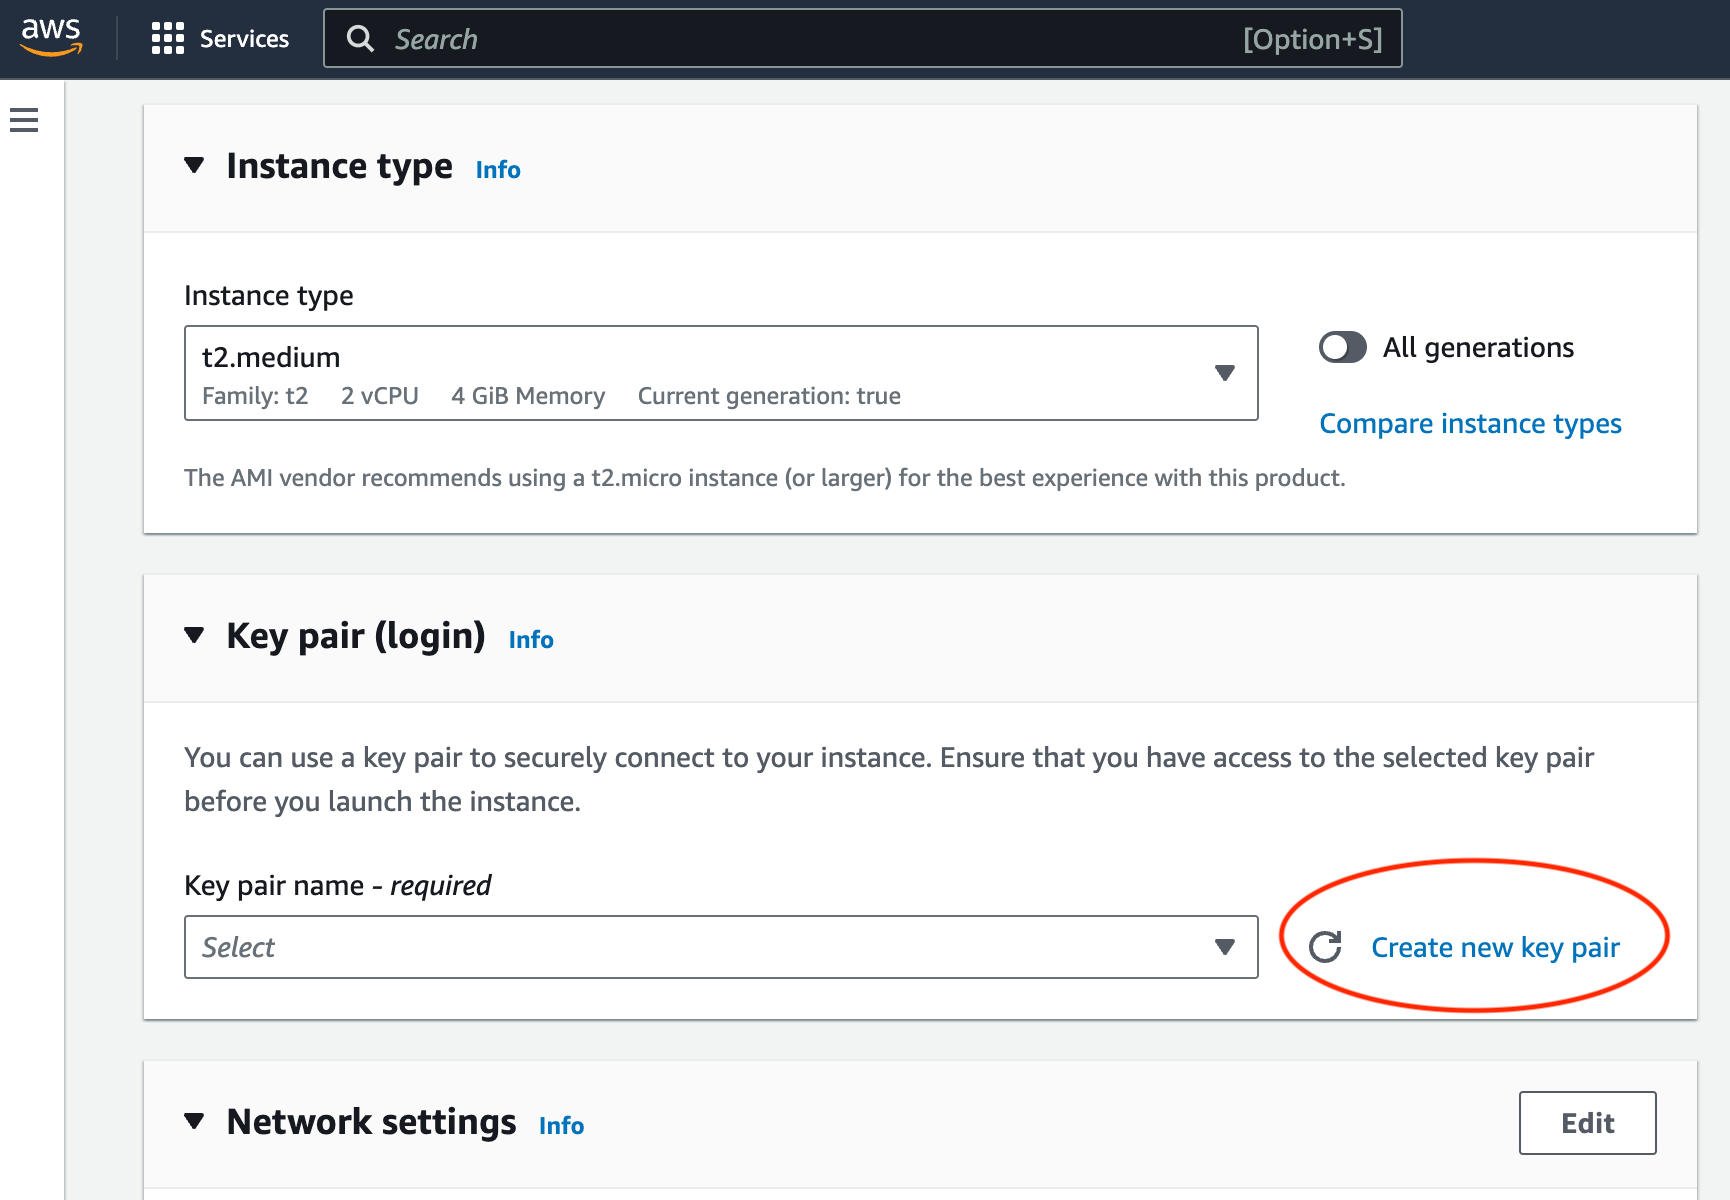 aws Services Search [Option+S]
Instance type Info
Instance type
t2.medium
Family: t2 2 vCPU 4 GiB Memory Current generation: true
All generations
Compare instance types
The AMI vendor recommends using a t2.micro instance (or larger) for the best experience with this product.
Key pair (login) Info
You can use a key pair to securely connect to your instance. Ensure that you have access to the selected key pair
before you launch the instance.
Key pair name - required
Select
Create new key pair
Network settings Info
Edit